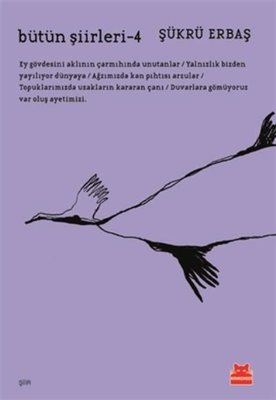 bütün şiirleri-4 ŞÜKRÜ ERBAŞ
Ey gövdesini aklının çarmıhında unutanlar / Yalnızlık bizden
yayılıyor dünyaya / Ağzımızda kan pıhtısı arzular /
Topuklarımızda uzakların kararan çanı / Duvarlara gömüyoruz
var oluş ayetimizi.
şiir